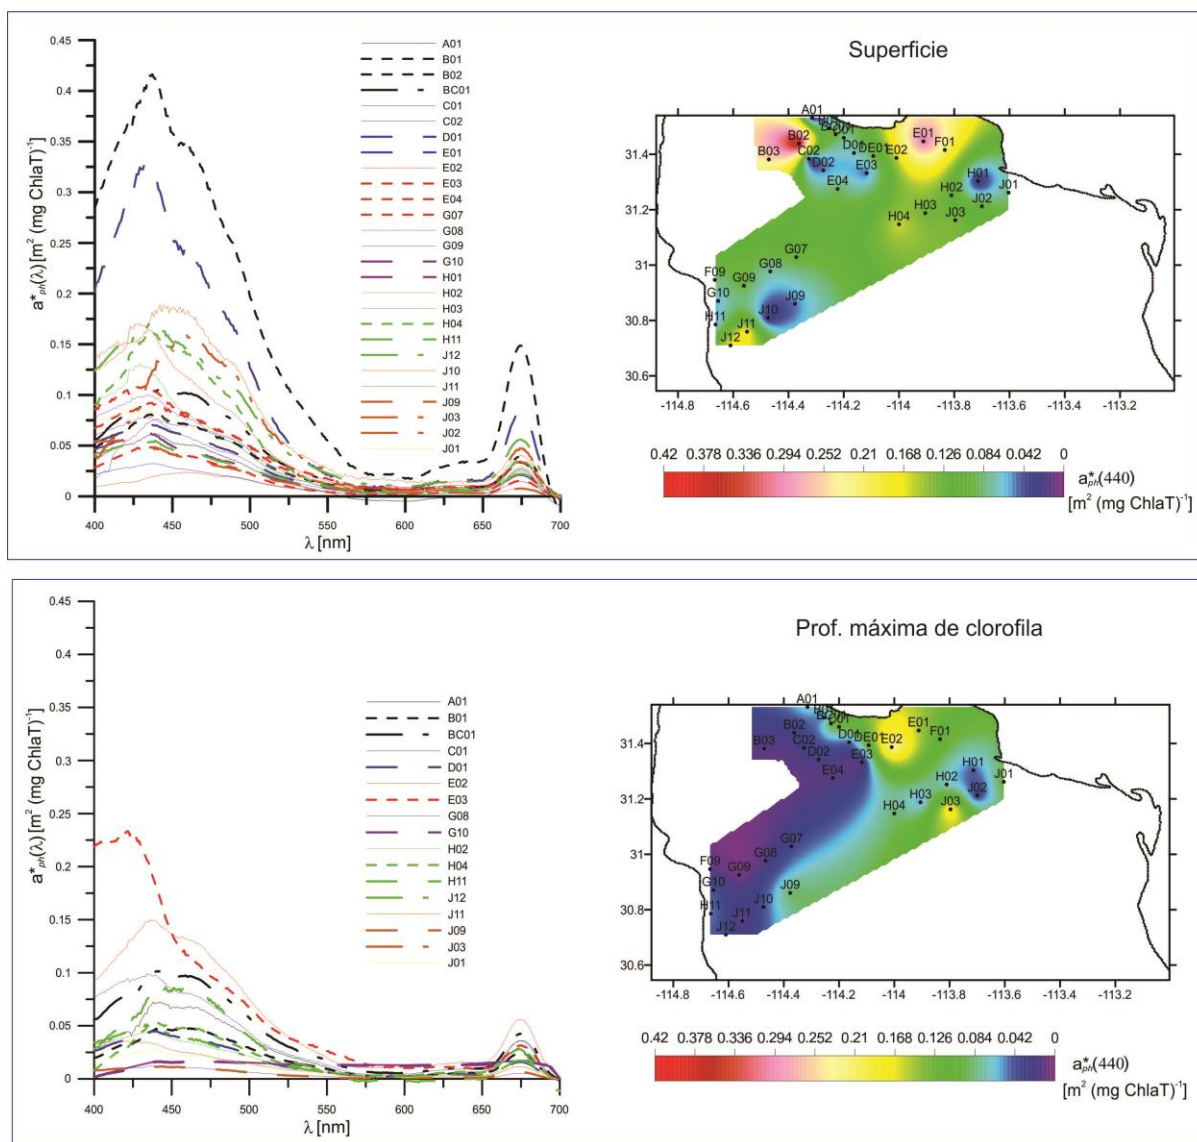 0.45
0.4
0.35
0.3
0.25
0.2
0.15
0.1
0.05
0
a*ph(λ) [m² (mg ChlaT)⁻¹]
400 450 500 550 600 650 700
λ [nm]
A01
B01
B02
BC01
C01
C02
D01
E01
E02
E03
E04
G07
G08
G09
G10
H01
H02
H03
H04
H11
J12
J10
J11
J09
J03
J02
J01
Superficie
31.4
31.2
31
30.8
30.6
A01
C01
B02
B03
C02
D02
D01
DE01
E03
E04
E02
E01
F01
H01
J01
H02
J02
H03
J03
H04
G07
G08
F09
G09
G10
J09
H11
J10
J11
J12
-114.8 -114.6 -114.4 -114.2 -114 -113.8 -113.6 -113.4 -113.2
0.42 0.378 0.336 0.294 0.252 0.21 0.168 0.126 0.084 0.042 0
a*ph(440)
[m² (mg ChlaT)⁻¹]
0.45
0.4
0.35
0.3
0.25
0.2
0.15
0.1
0.05
0
a*ph(λ) [m² (mg ChlaT)⁻¹]
400 450 500 550 600 650 700
λ [nm]
A01
B01
BC01
C01
D01
E02
E03
G08
G10
H02
H04
H11
J12
J11
J09
J03
J01
Prof. máxima de clorofila
31.4
31.2
31
30.8
30.6
A01
C01
B02
B03
C02
D02
D01
DE01
E03
E04
E02
E01
F01
H01
J01
H02
J02
H03
J03
H04
G07
G08
F09
G09
G10
J09
H11
J10
J11
J12
-114.8 -114.6 -114.4 -114.2 -114 -113.8 -113.6 -113.4 -113.2
0.42 0.378 0.336 0.294 0.252 0.21 0.168 0.126 0.084 0.042 0
a*ph(440)
[m² (mg ChlaT)⁻¹]